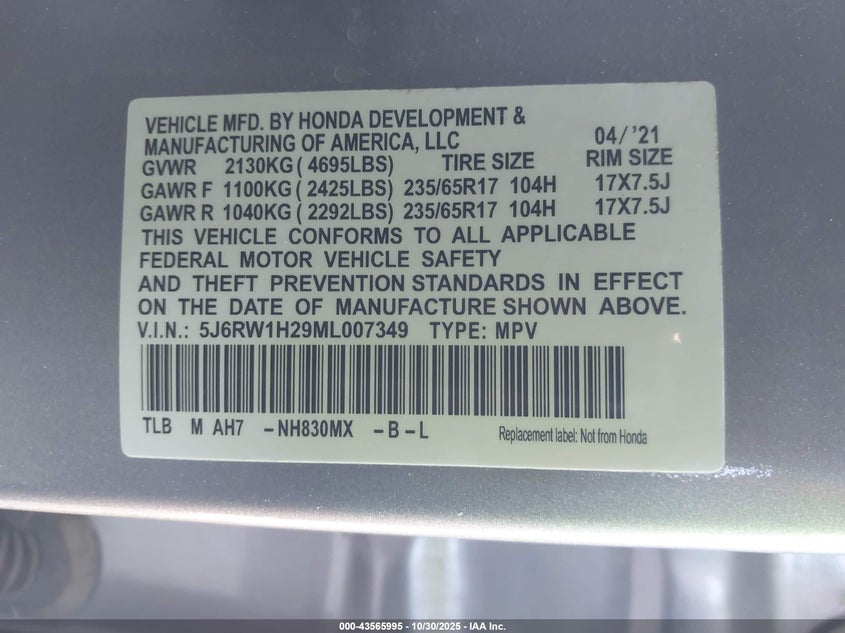 VEHICLE MFD. BY HONDA DEVELOPMENT &
MANUFACTURING OF AMERICA, LLC 04/ '21
GVWR 2130KG ( 4695LBS) TIRE SIZE RIM SIZE
GAWR F 1100KG ( 2425LBS) 235/65R17 104H 17X7.5J
GAWR R 1040KG ( 2292LBS) 235/65R17 104H 17X7.5J
THIS VEHICLE CONFORMS TO ALL APPLICABLE
FEDERAL MOTOR VEHICLE SAFETY
AND THEFT PREVENTION STANDARDS IN EFFECT
ON THE DATE OF MANUFACTURE SHOWN ABOVE.
V.I.N.: 5J6RW1H29ML007349 TYPE: MPV
TLB M AH7 –NH830MX –B–L Replacement label: Not from Honda
000-43565995 - 10/30/2025 - IAA Inc.